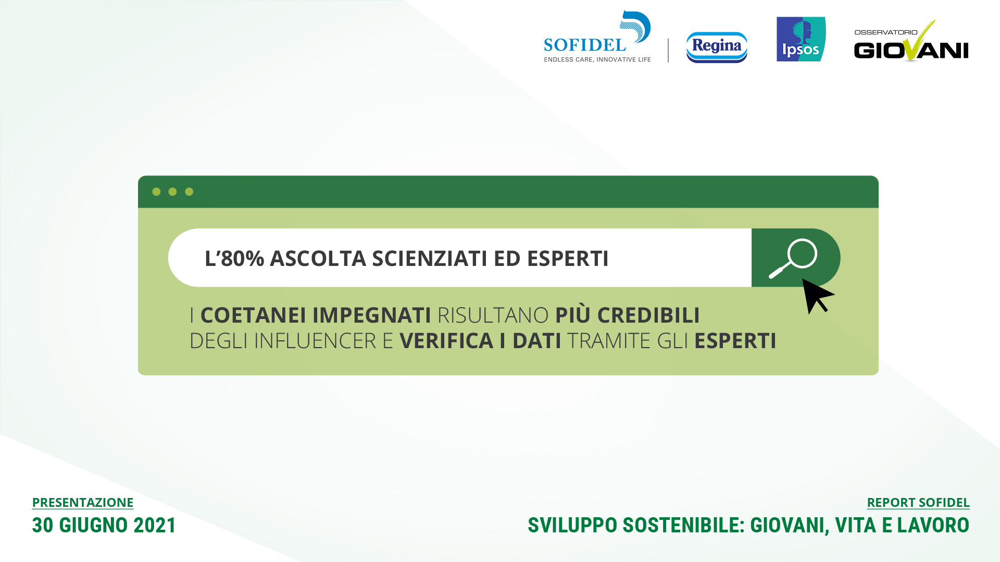 SOFIDEL
ENDLESS CARE, INNOVATIVE LIFE
Regina
Ipsos
OSSERVATORIO
GIOVANI
L’80% ASCOLTA SCIENZIATI ED ESPERTI
I COETANEI IMPEGNATI RISULTANO PIÙ CREDIBILI
DEGLI INFLUENCER E VERIFICA I DATI TRAMITE GLI ESPERTI
PRESENTAZIONE
30 GIUGNO 2021
REPORT SOFIDEL
SVILUPPO SOSTENIBILE: GIOVANI, VITA E LAVORO